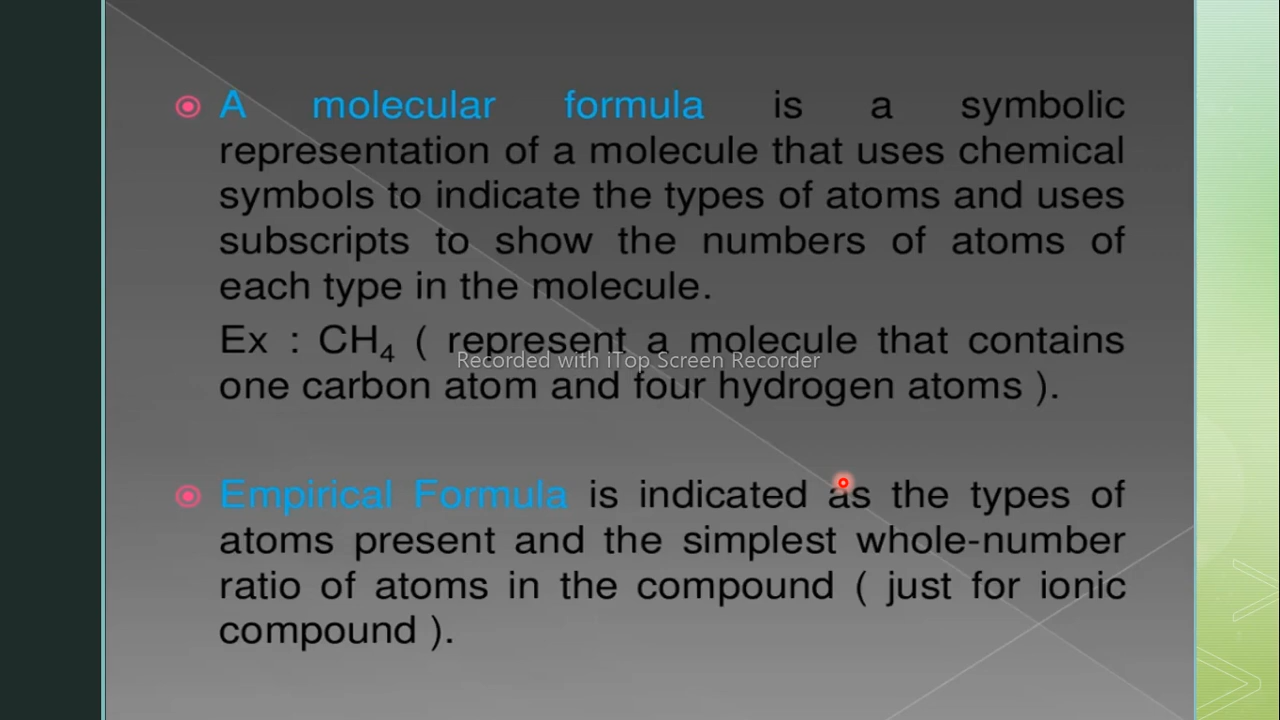 A molecular formula is a symbolic
representation of a molecule that uses chemical
symbols to indicate the types of atoms and uses
subscripts to show the numbers of atoms of
each type in the molecule.
Ex : CH₄ ( represent a molecule that contains
Recorded with iTop Screen Recorder
one carbon atom and four hydrogen atoms ).
Empirical Formula is indicated as the types of
atoms present and the simplest whole-number
ratio of atoms in the compound ( just for ionic
compound ).